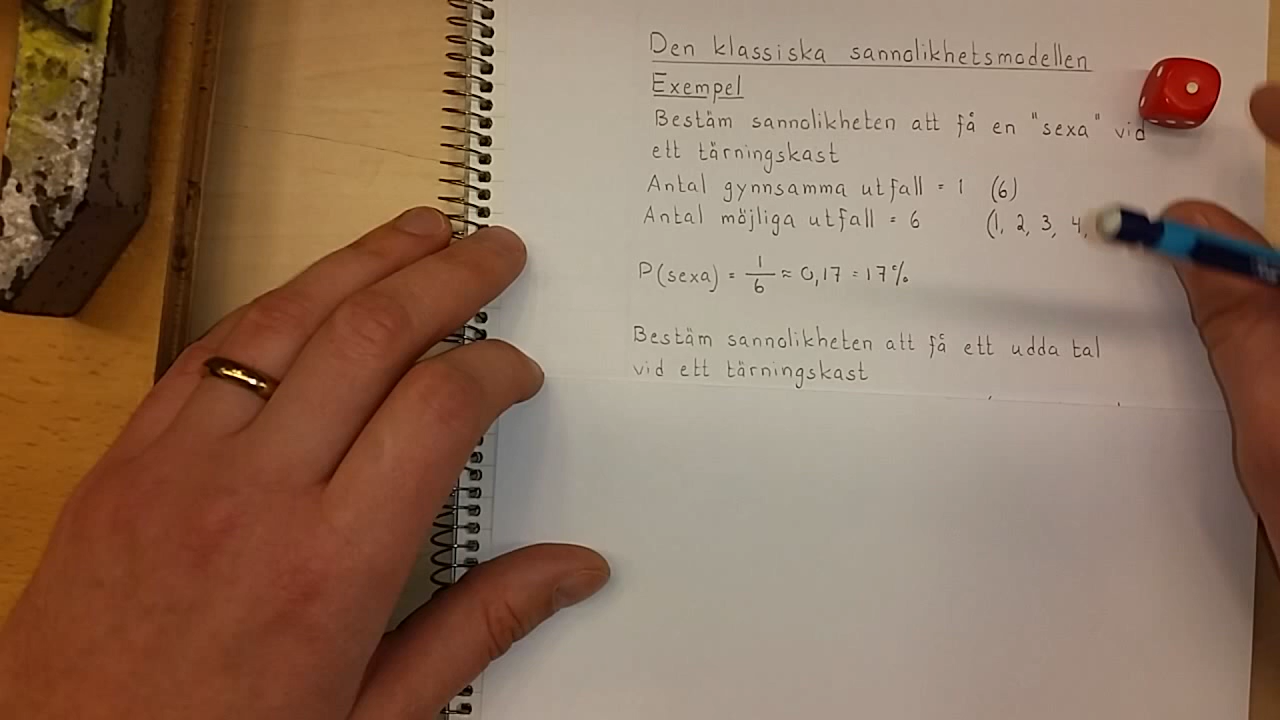 Den klassiska sannolikhetsmodellen
Exempel
Bestäm sannolikheten att få en "sexa" vid
ett tärningskast
Antal gynnsamma utfall = 1 (6)
Antal möjliga utfall = 6 (1, 2, 3, 4,
P(sexa) = 1/6 ≈ 0,17 = 17%
Bestäm sannolikheten att få ett udda tal
vid ett tärningskast